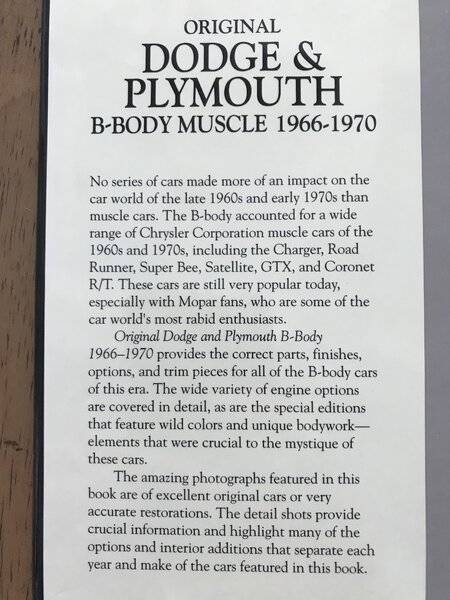 ORIGINAL
DODGE &
PLYMOUTH
B-BODY MUSCLE 1966-1970
No series of cars made more of an impact on the
car world of the late 1960s and early 1970s than
muscle cars. The B-body accounted for a wide
range of Chrysler Corporation muscle cars of the
1960s and 1970s, including the Charger, Road
Runner, Super Bee, Satellite, GTX, and Coronet
R/T. These cars are still very popular today,
especially with Mopar fans, who are some of the
car world's most rabid enthusiasts.
Original Dodge and Plymouth B-Body
1966–1970 provides the correct parts, finishes,
options, and trim pieces for all of the B-body cars
of this era. The wide variety of engine options
are covered in detail, as are the special editions
that feature wild colors and unique bodywork—
elements that were crucial to the mystique of
these cars.
The amazing photographs featured in this
book are of excellent original cars or very
accurate restorations. The detail shots provide
crucial information and highlight many of the
options and interior additions that separate each
year and make of the cars featured in this book.